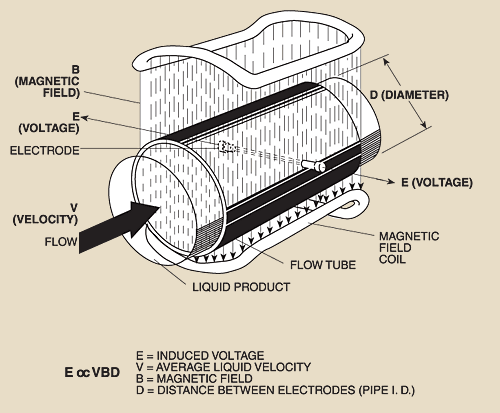 B
(MAGNETIC
FIELD)
E
(VOLTAGE)
ELECTRODE
V
(VELOCITY)
FLOW
D (DIAMETER)
E (VOLTAGE)
MAGNETIC
FIELD
COIL
FLOW TUBE
LIQUID PRODUCT
E ∝ VBD
E = INDUCED VOLTAGE
V = AVERAGE LIQUID VELOCITY
B = MAGNETIC FIELD
D = DISTANCE BETWEEN ELECTRODES (PIPE I. D.)